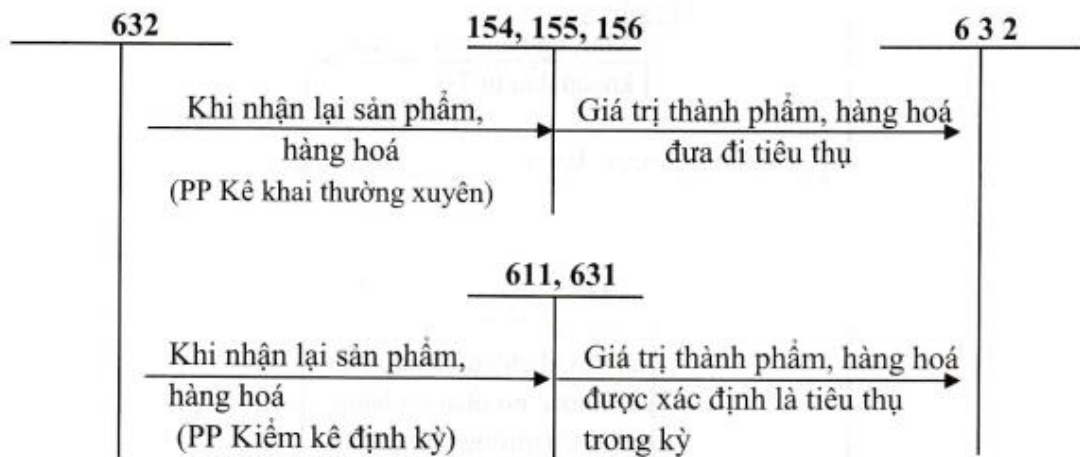 632
154, 155, 156
6 3 2
Khi nhận lại sản phẩm,
hàng hoá
(PP Kê khai thường xuyên)
Giá trị thành phẩm, hàng hoá
đưa đi tiêu thụ
611, 631
Khi nhận lại sản phẩm,
hàng hoá
(PP Kiểm kê định kỳ)
Giá trị thành phẩm, hàng hoá
được xác định là tiêu thụ
trong kỳ